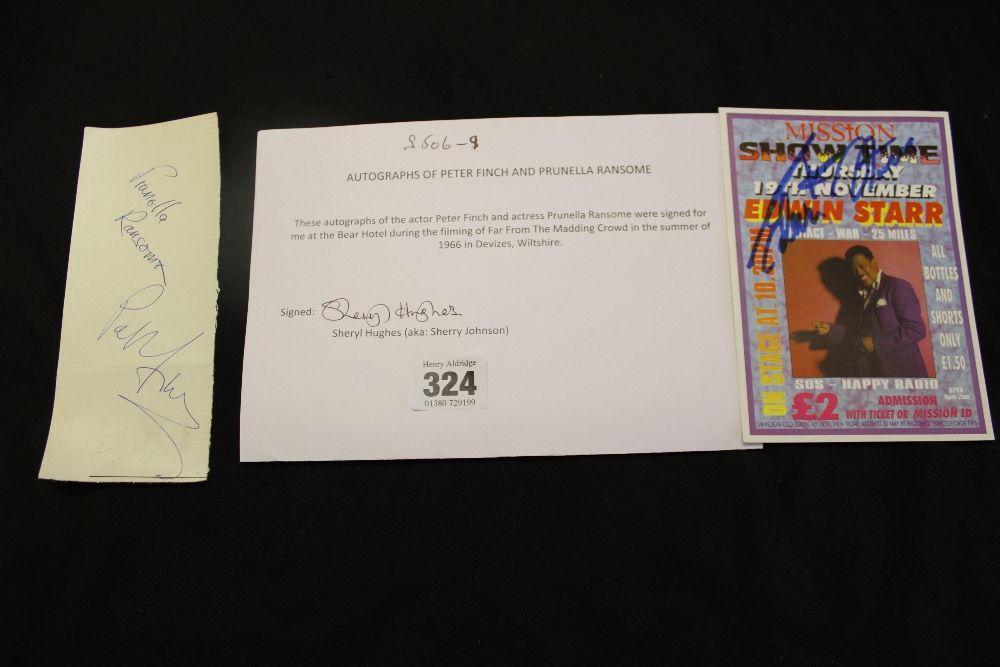 Prunella
Ransome
Peter Finch
9506-9
AUTOGRAPHS OF PETER FINCH AND PRUNELLA RANSOME
These autographs of the actor Peter Finch and actress Prunella Ransome were signed for
me at the Bear Hotel during the filming of Far From The Madding Crowd in the summer of
1966 in Devizes, Wiltshire.
Signed: Sheryl Hughes
Sheryl Hughes (aka: Sherry Johnson)
Henry Aldridge
324
01380 729199
MISSION
SHOW TIME
THURSDAY
19TH NOVEMBER
EDWIN STARR
WAR - 25 MILES
ON STAGE AT 10.
ALL
BOTTLES
AND
SHORTS
ONLY
£1.50
SOS - HAPPY RADIO
£2
ADMISSION
WITH TICKET OR MISSION ID
OPEN